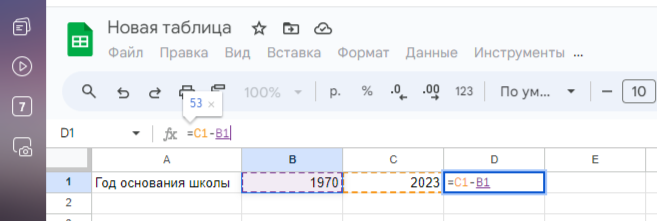 Новая таблица
Файл Правка Вид Вставка Формат Данные Инструменты ...
100% р. % .0 .00 123 По ум... 10
53 ×
D1 fx =C1-B1
A B C D E
1 Год основания школы 1970 2023 =C1-B1
2
7